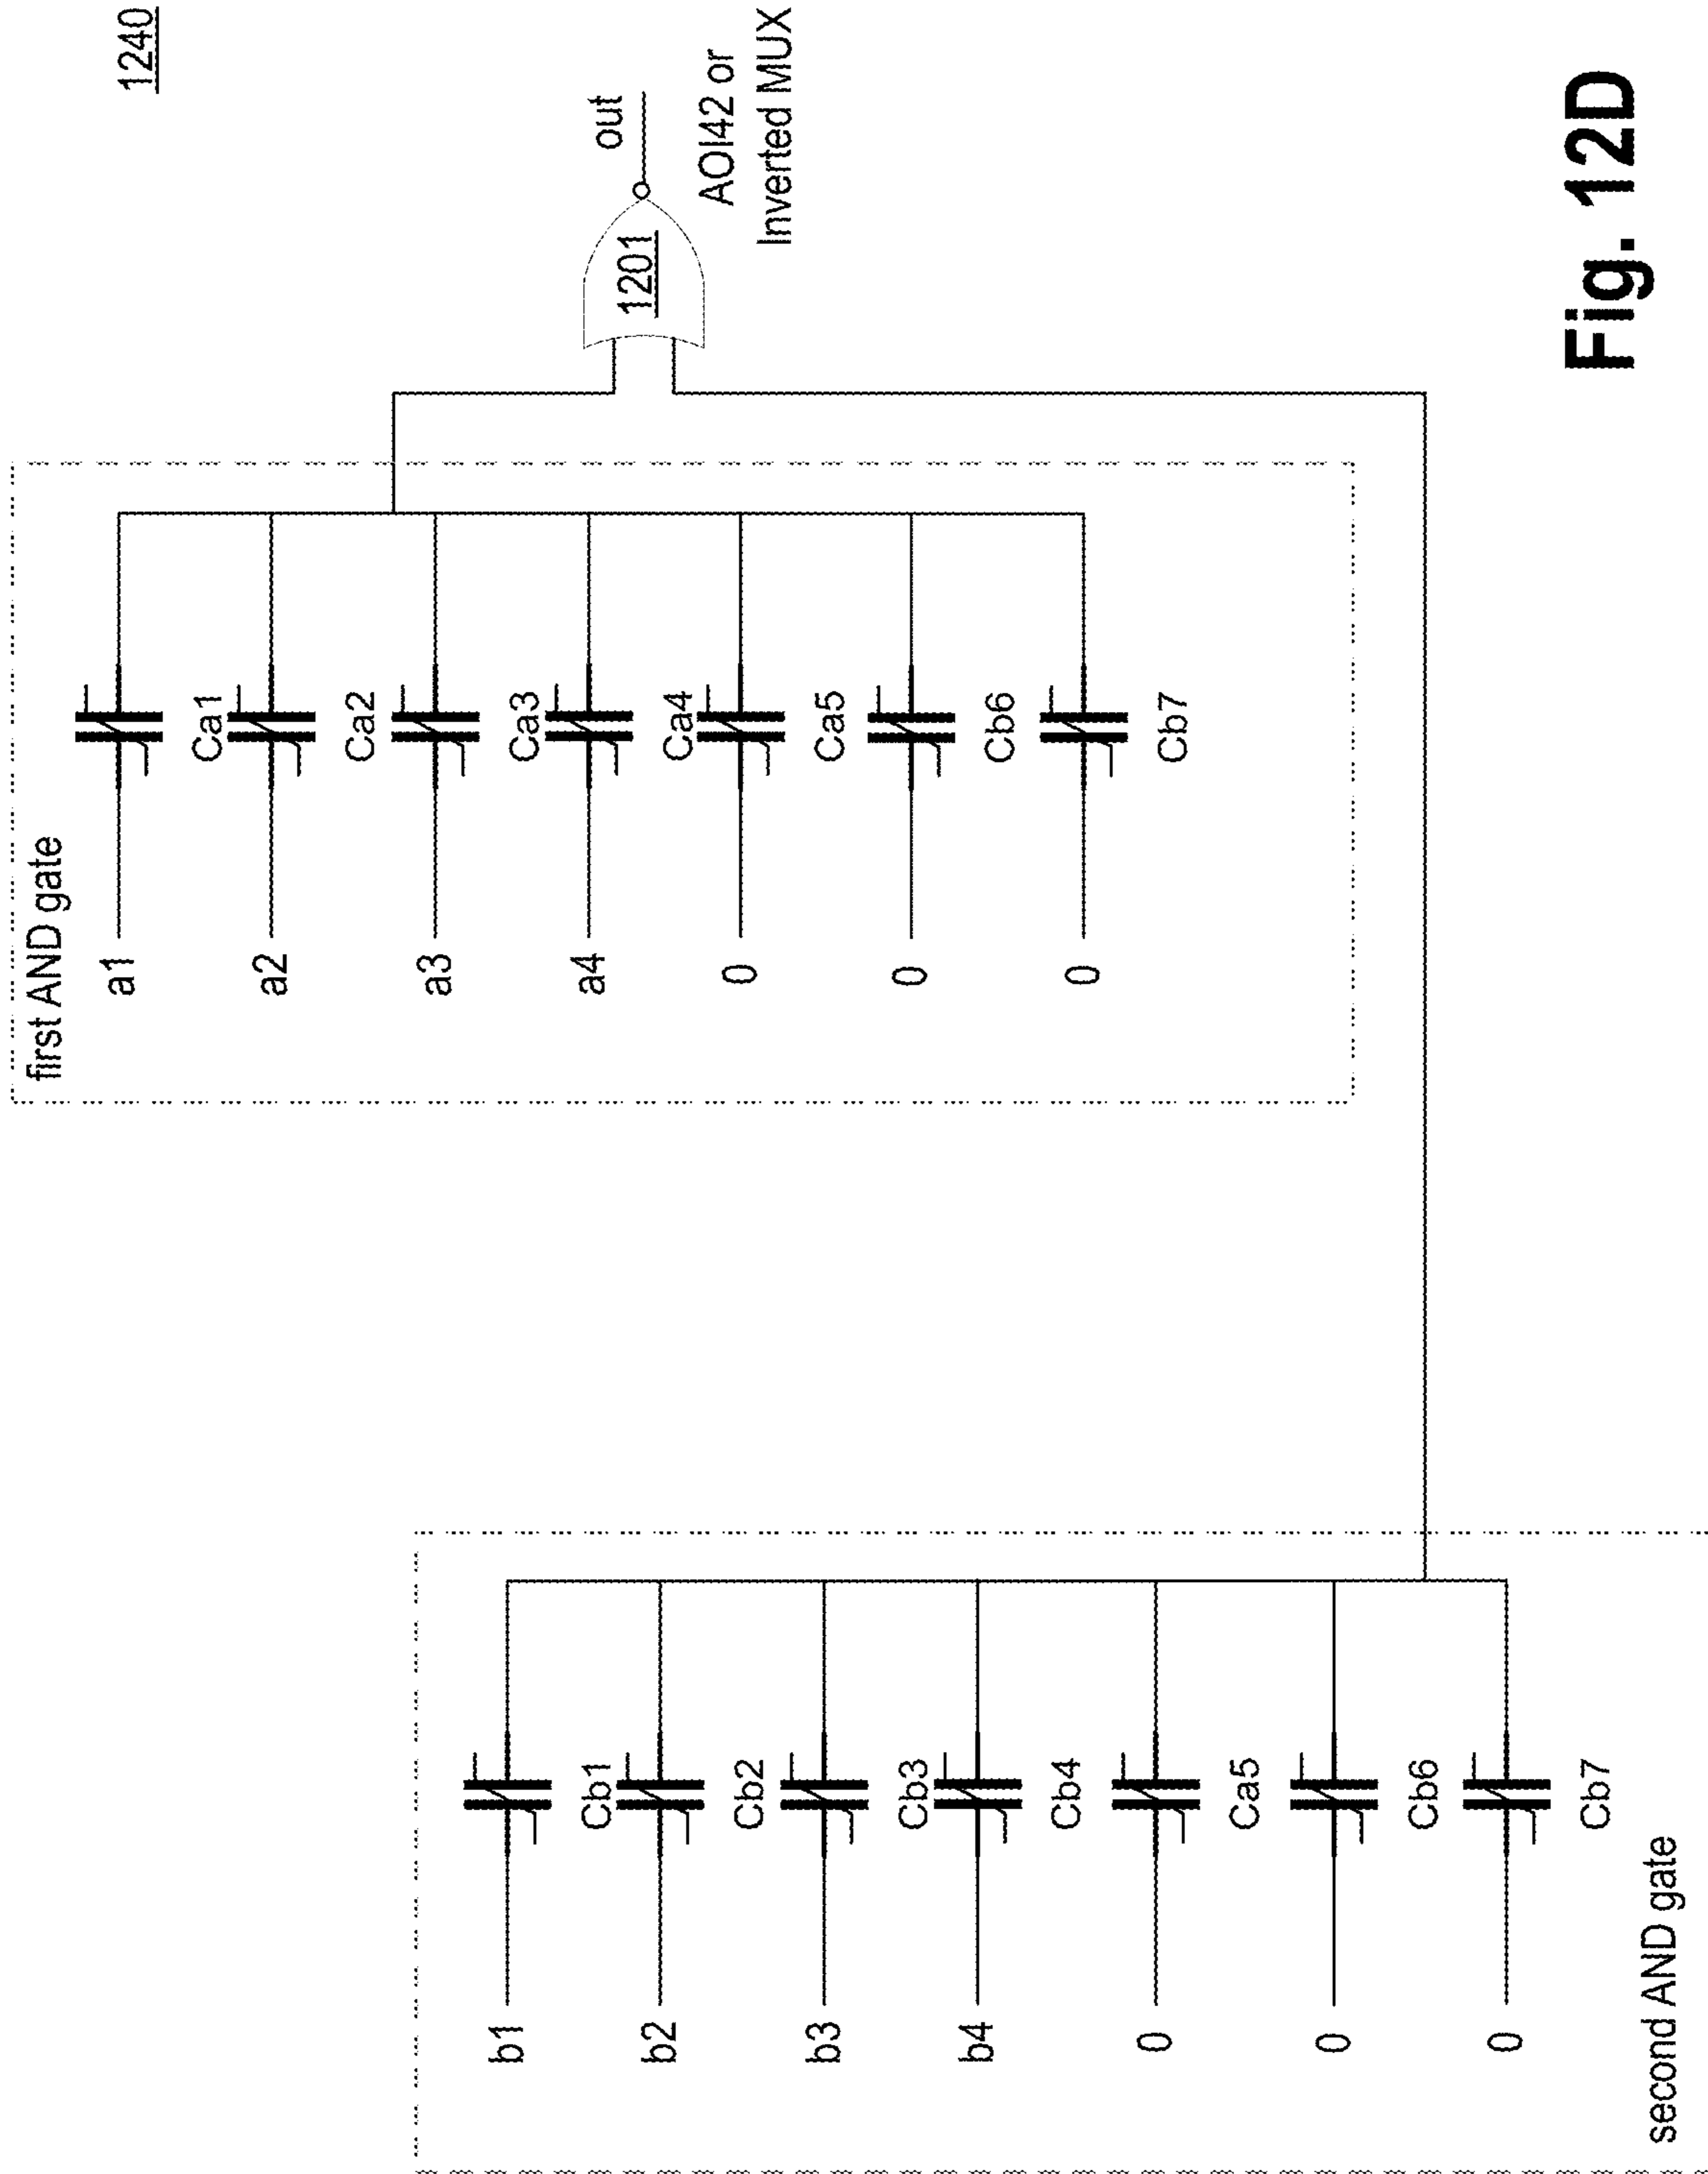 1240
first AND gate
a1
Ca1
a2
Ca2
a3
Ca3
a4
Ca4
0
Ca5
0
Cb6
0
Cb7
1201
out
AOI42 or
Inverted MUX
b1
Cb1
b2
Cb2
b3
Cb3
b4
Cb4
0
Ca5
0
Cb6
0
Cb7
second AND gate
Fig. 12D